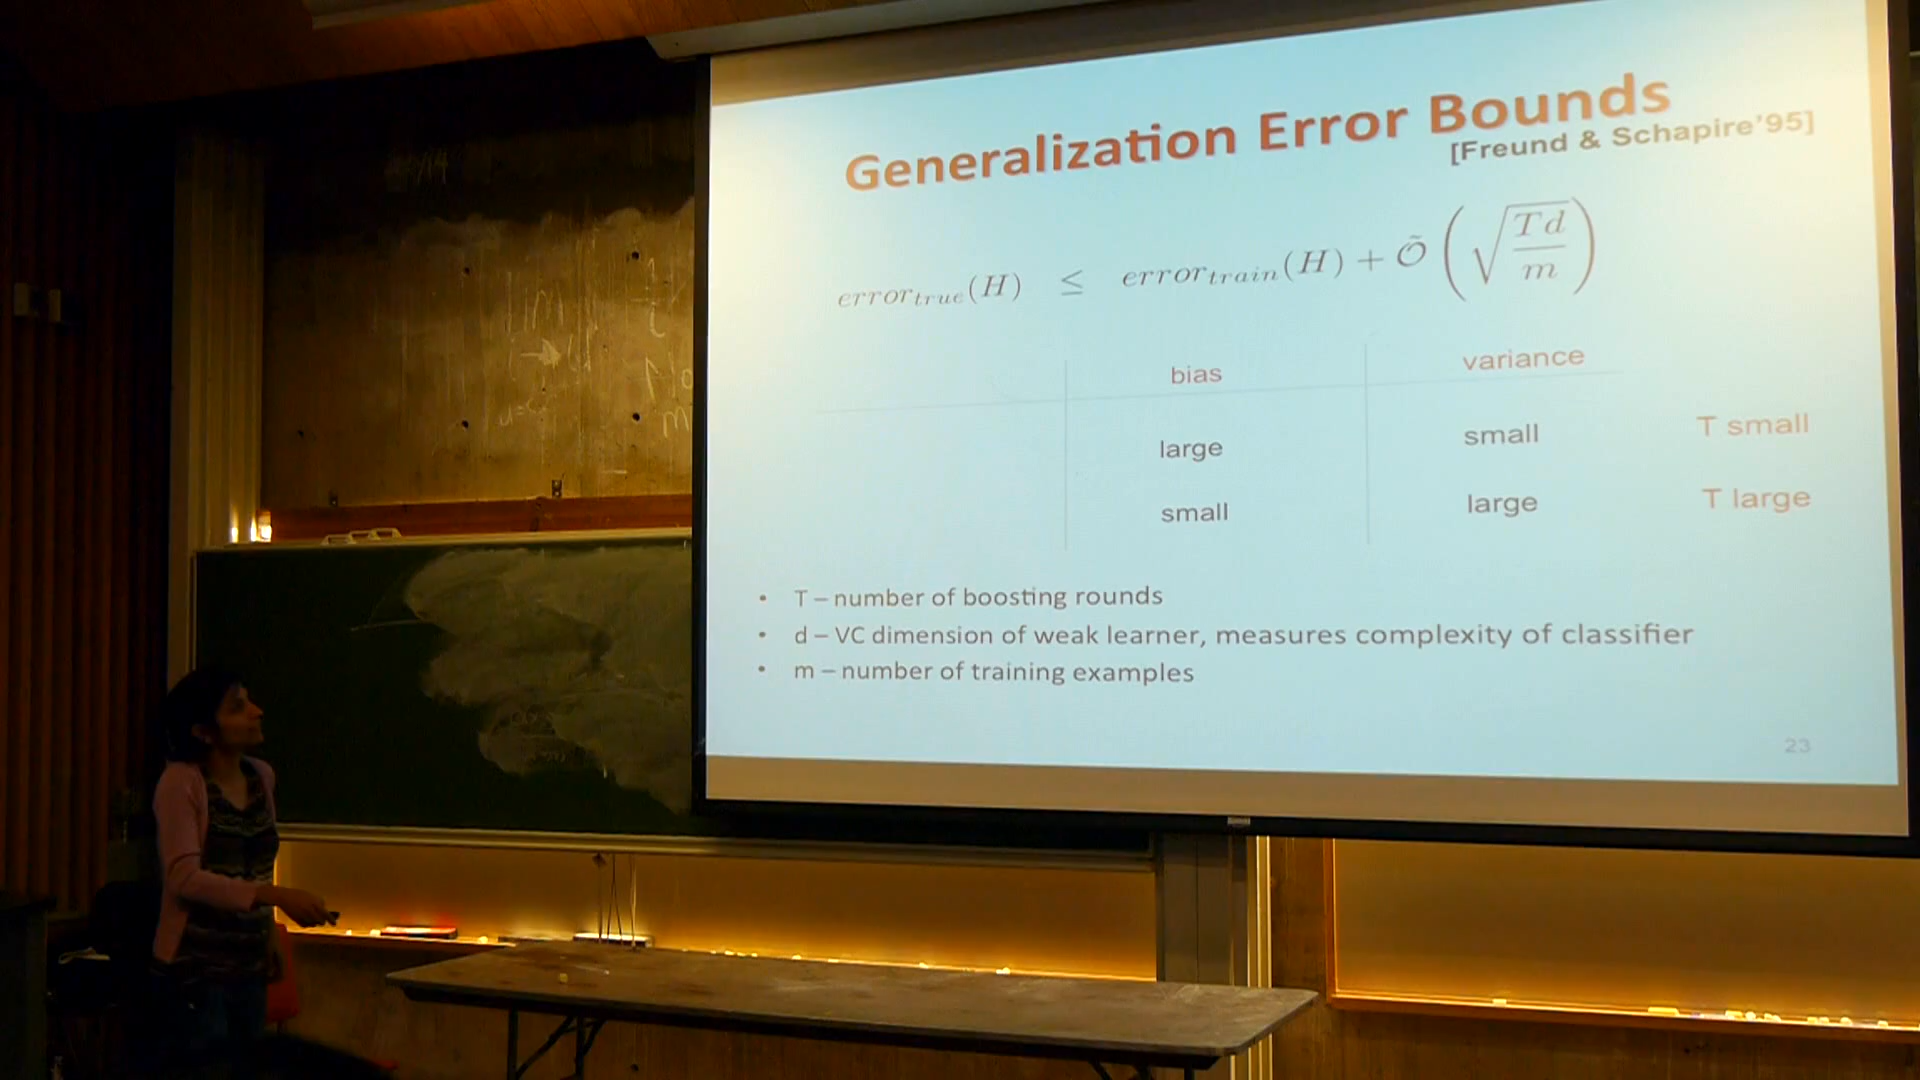 Generalization Error Bounds
[Freund & Schapire'95]
error_true(H) ≤ error_train(H) + Õ(√(Td/m))
bias variance
large small T small
small large T large
• T – number of boosting rounds
• d – VC dimension of weak learner, measures complexity of classifier
• m – number of training examples
23